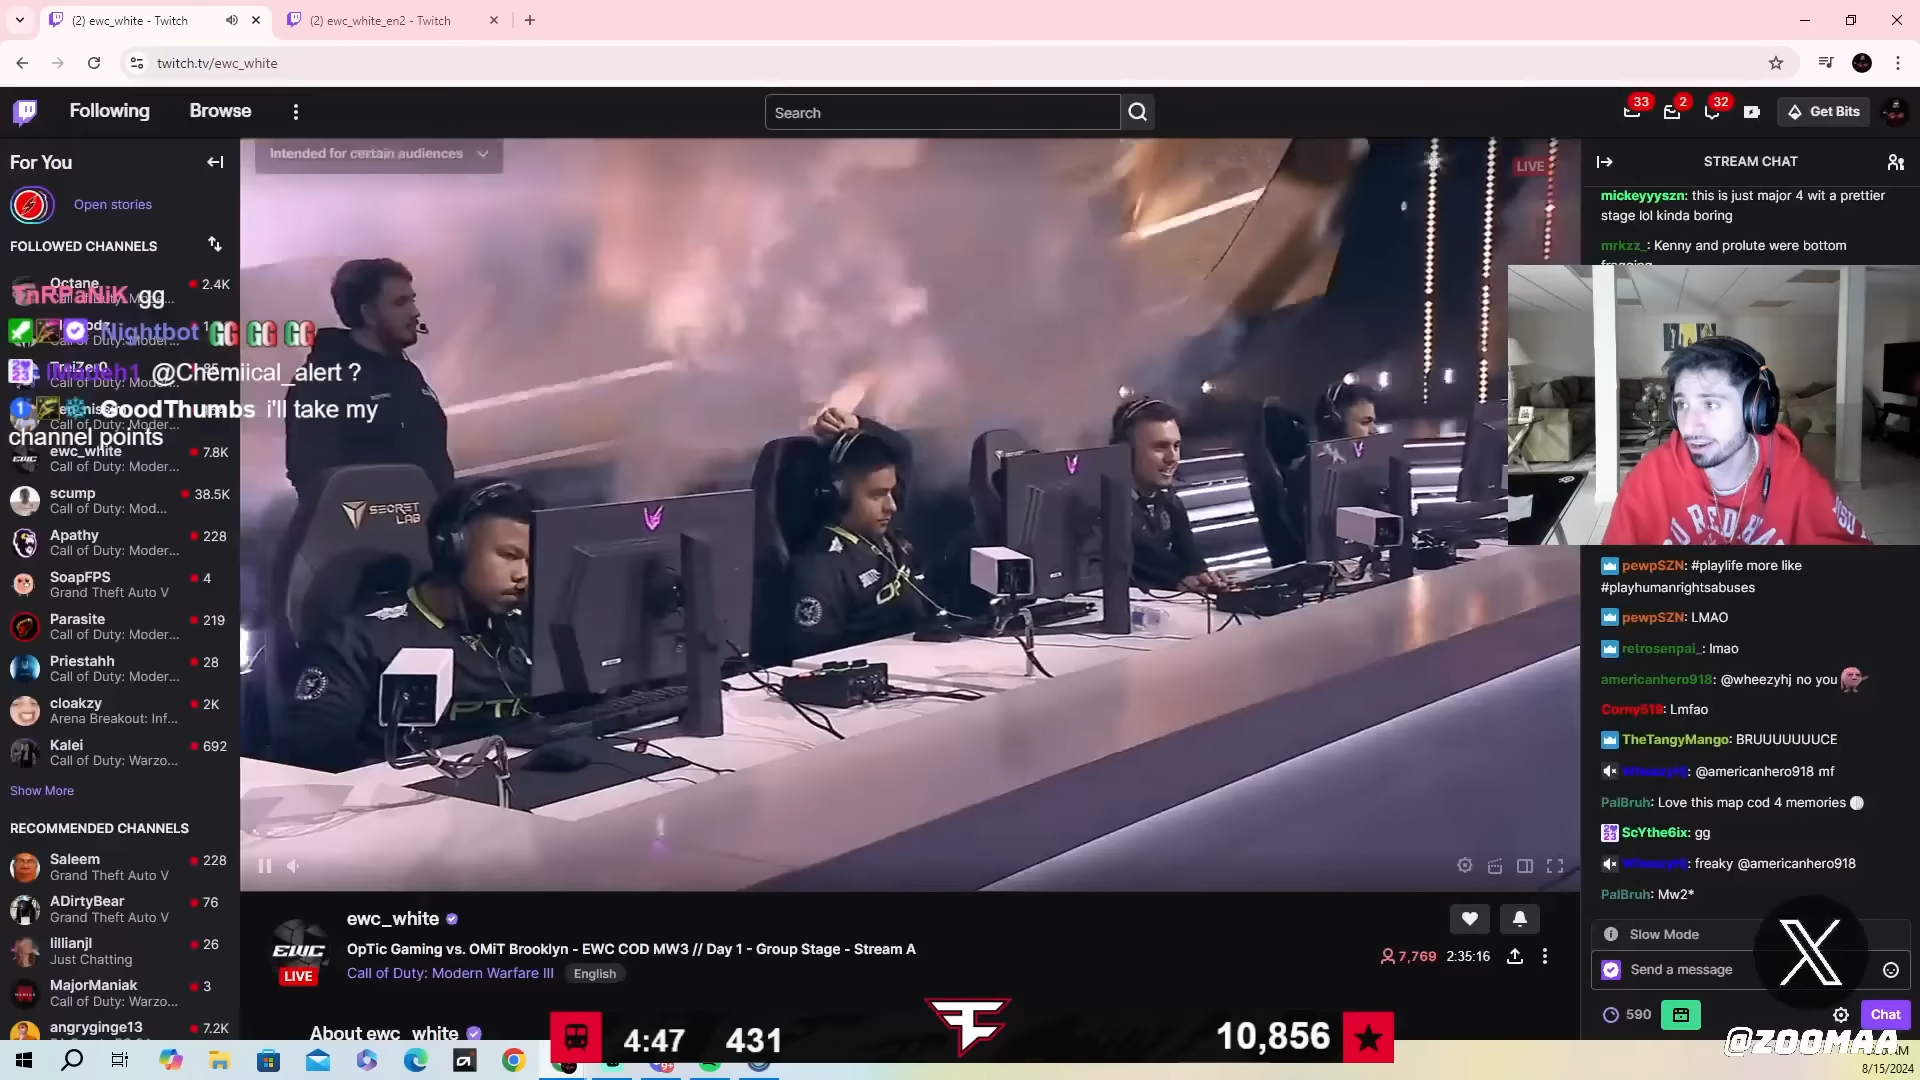 (2) ewc_white - Twitch
(2) ewc_white_en2 - Twitch
twitch.tv/ewc_white
Following
Browse
Search
33
2
32
Get Bits
For You
Open stories
FOLLOWED CHANNELS
Octane
2.4K
TnRPaNiK gg
Nightbot GG GG GG
@Chemiical_alert ?
GoodThumbs i'll take my
channel points
ewc_white
7.8K
Call of Duty: Moder...
scump
38.5K
Call of Duty: Mod...
Apathy
228
Call of Duty: Moder...
SoapFPS
4
Grand Theft Auto V
Parasite
219
Call of Duty: Moder...
Priestahh
28
Call of Duty: Moder...
cloakzy
2K
Arena Breakout: Inf...
Kalei
692
Call of Duty: Warzo...
Show More
RECOMMENDED CHANNELS
Saleem
228
Grand Theft Auto V
ADirtyBear
76
Grand Theft Auto V
lillianjl
26
Just Chatting
MajorManiak
3
Call of Duty: Warzo...
angryginge13
7.2K
Intended for certain audiences
LIVE
SECRET
LAB
EWC
LIVE
ewc_white
OpTic Gaming vs. OMiT Brooklyn - EWC COD MW3 // Day 1 - Group Stage - Stream A
Call of Duty: Modern Warfare III
English
7,769
2:35:16
About ewc_white
4:47
431
10,856
STREAM CHAT
mickeyyyszn: this is just major 4 wit a prettier
stage lol kinda boring
mrkzz_: Kenny and prolute were bottom
fragging
pewpSZN: #playlife more like
#playhumanrightsabuses
pewpSZN: LMAO
retrosenpai_: lmao
americanhero918: @wheezyhj no you
Corny519: Lmfao
TheTangyMango: BRUUUUUUUCE
: @americanhero918 mf
PalBruh: Love this map cod 4 memories
ScYthe6ix: gg
: freaky @americanhero918
PalBruh: Mw2*
Slow Mode
Send a message
590
Chat
@ZOOMAA
8/15/2024